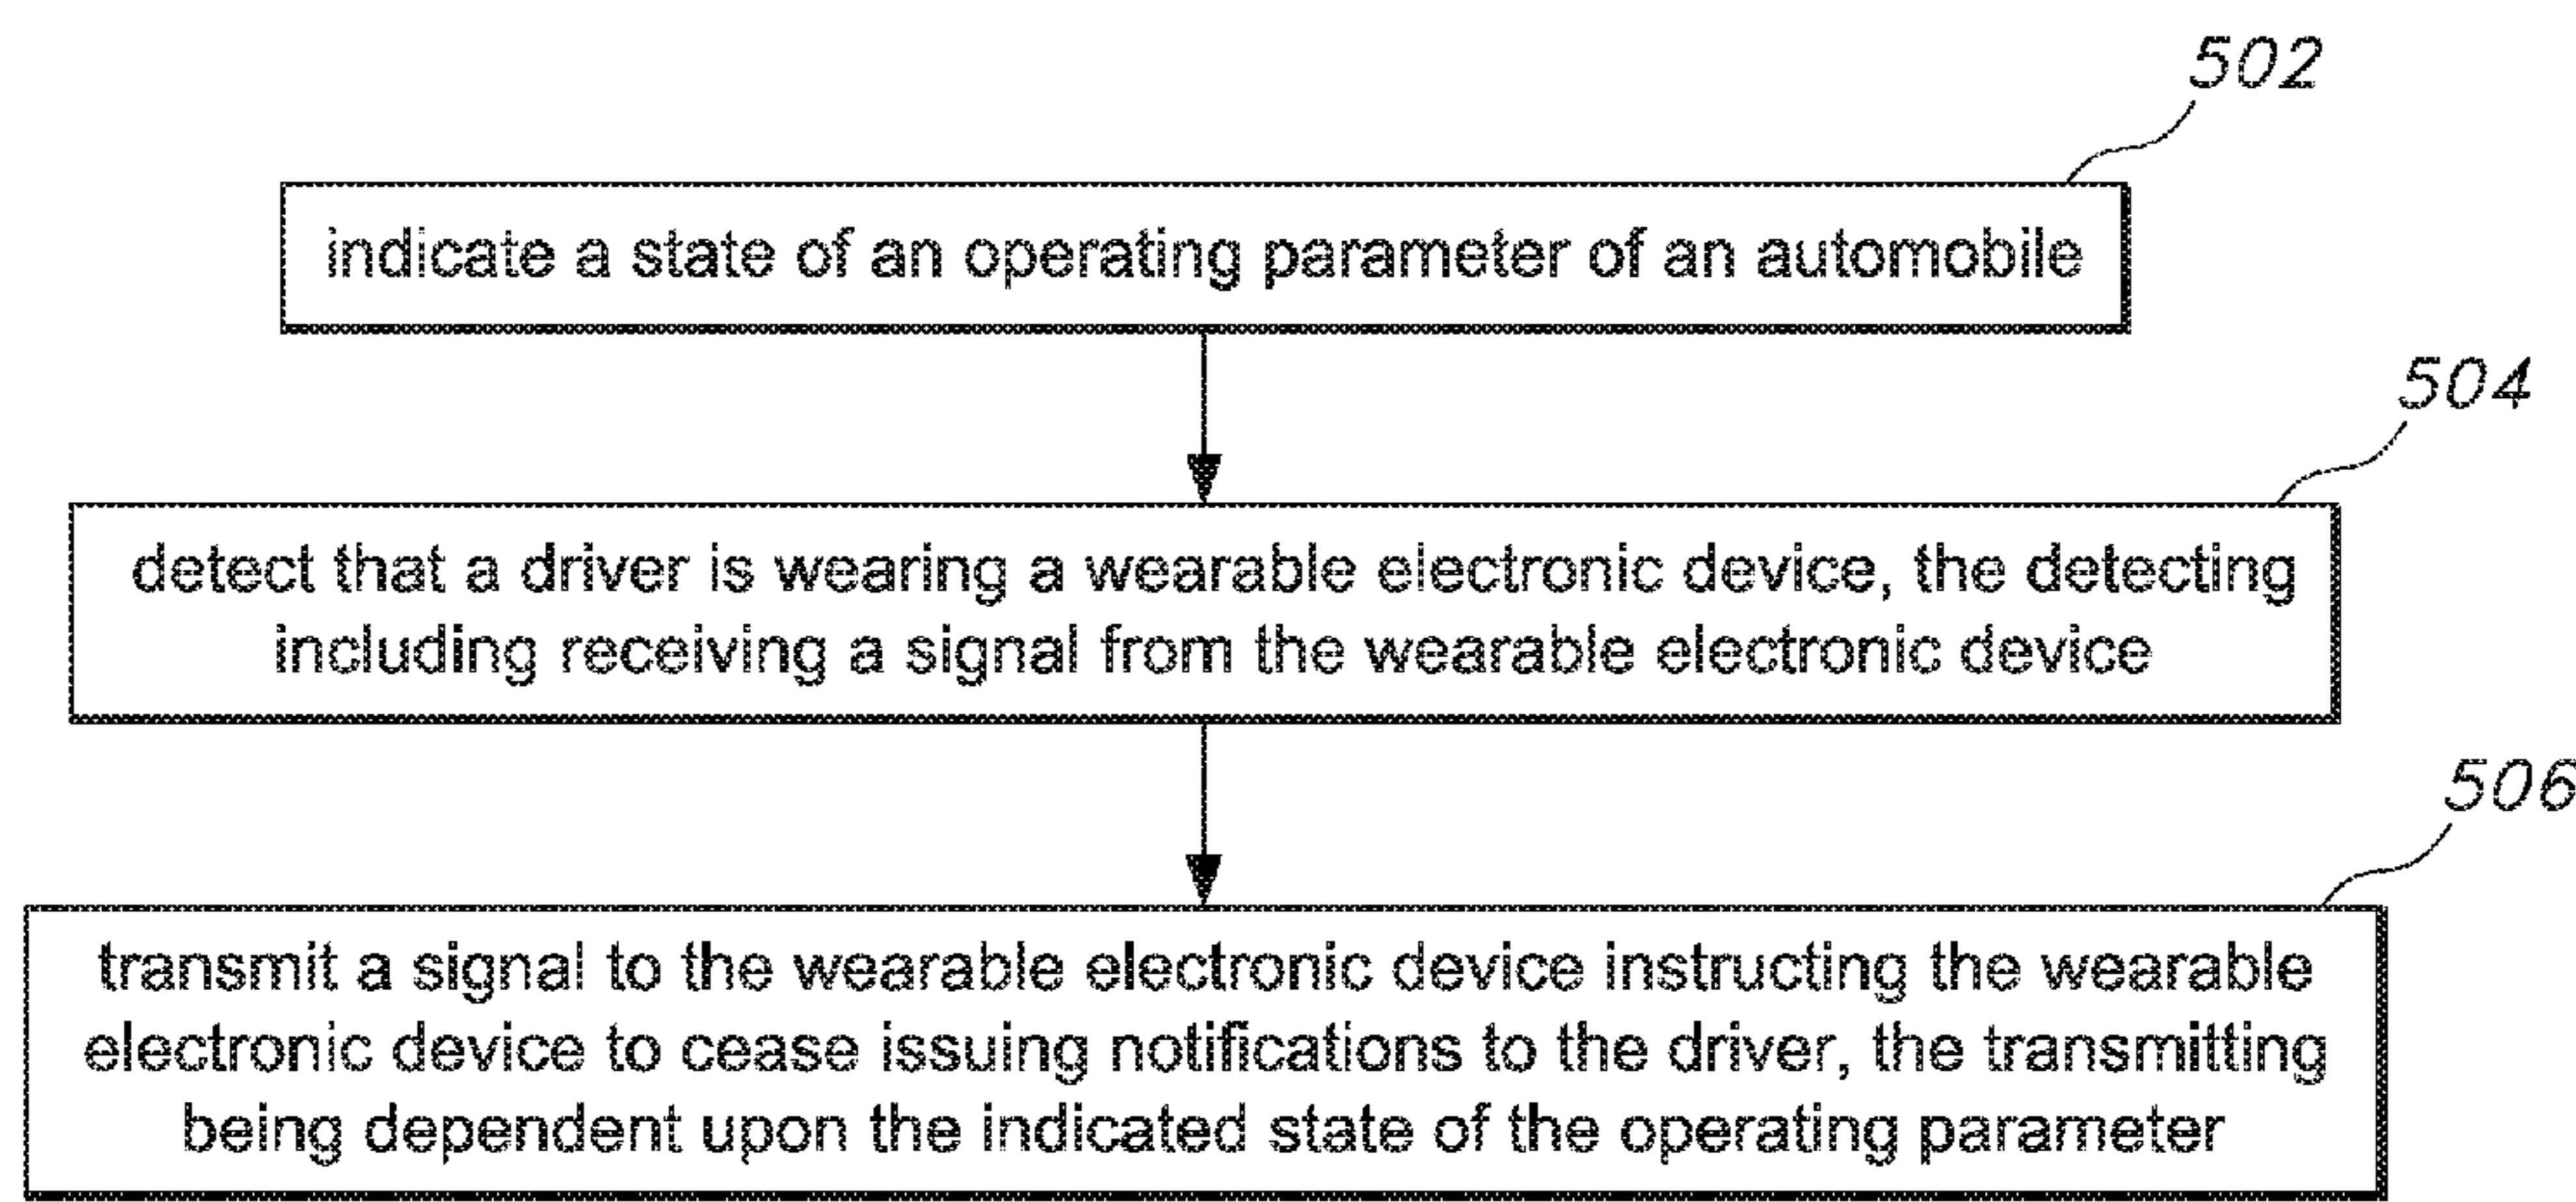 502
indicate a state of an operating parameter of an automobile
504
detect that a driver is wearing a wearable electronic device, the detecting
including receiving a signal from the wearable electronic device
506
transmit a signal to the wearable electronic device instructing the wearable
electronic device to cease issuing notifications to the driver, the transmitting
being dependent upon the indicated state of the operating parameter